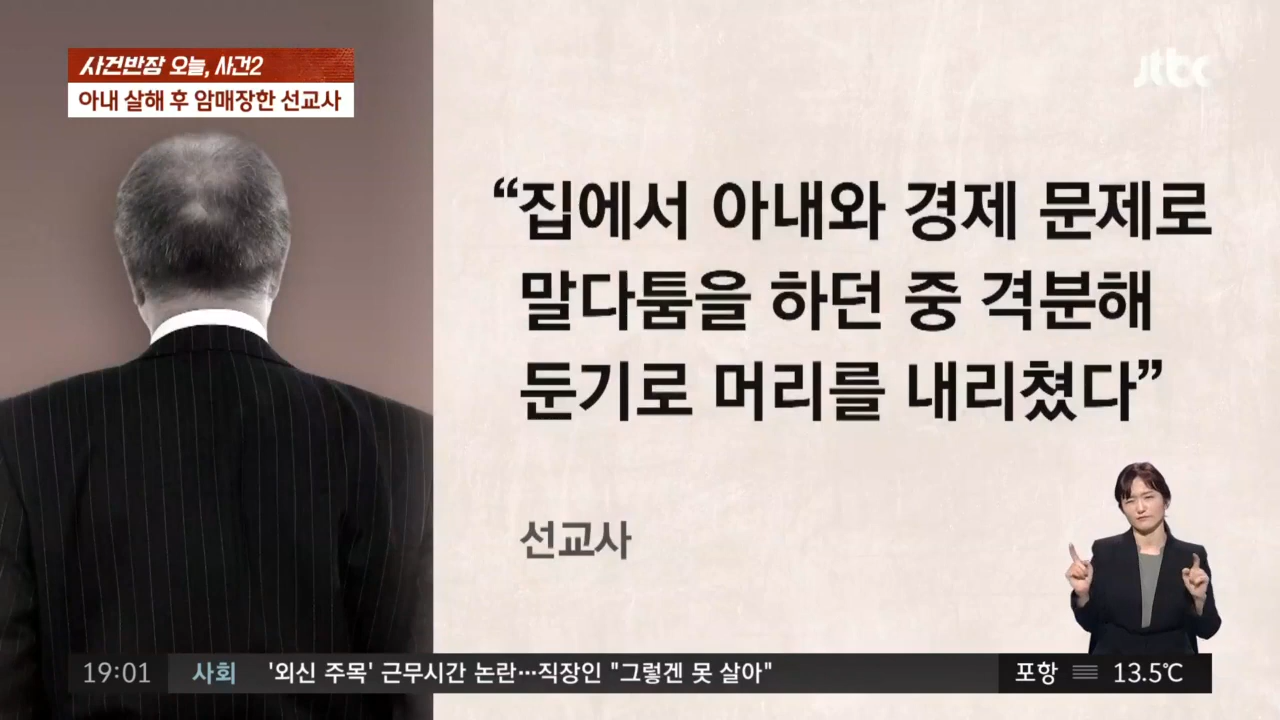 사건반장 오늘, 사건2
아내 살해 후 암매장한 선교사
jtbc
“집에서 아내와 경제 문제로
말다툼을 하던 중 격분해
둔기로 머리를 내리쳤다”
선교사
19:01 사회 '외신 주목' 근무시간 논란…직장인 "그렇겐 못 살아" 포항 13.5℃